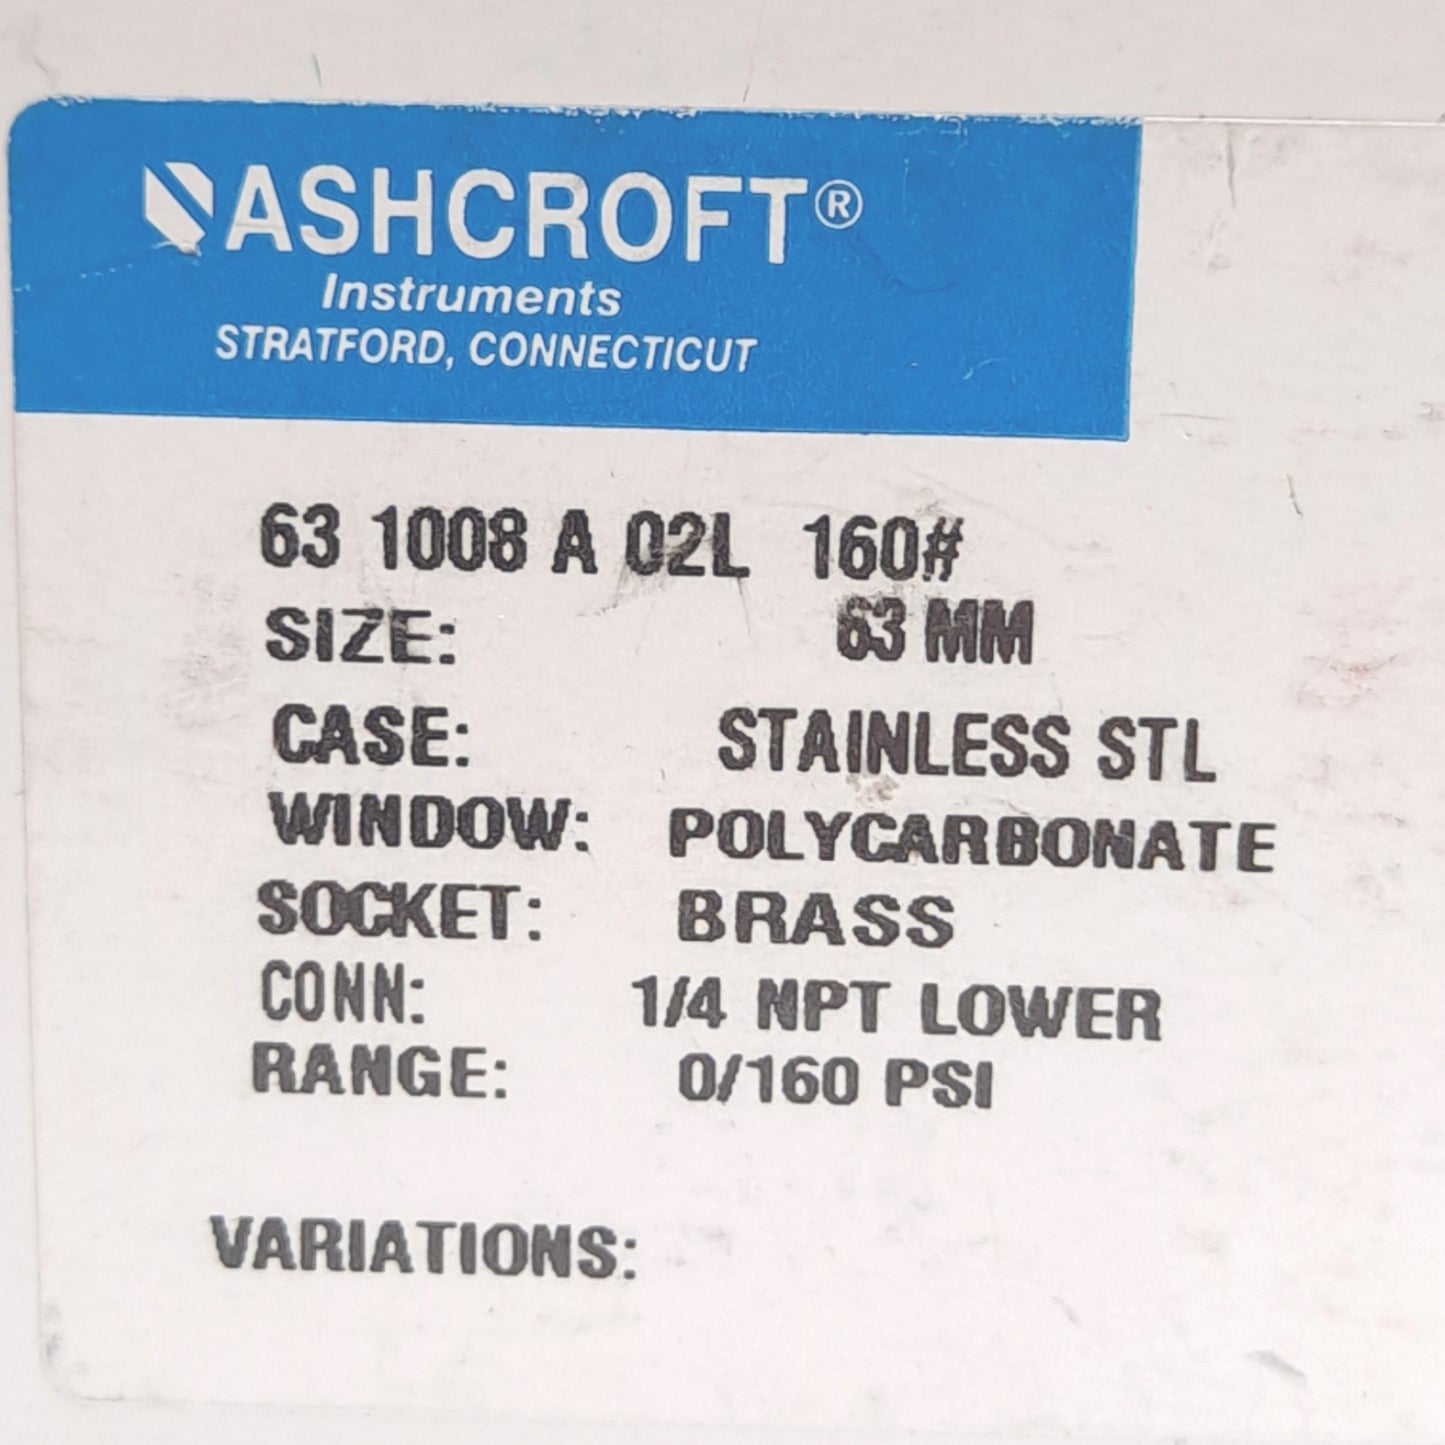 ASHCROFT®
Instruments
STRATFORD, CONNECTICUT
63 1008 A 02L 160#
SIZE: 63 MM
CASE: STAINLESS STL
WINDOW: POLYCARBONATE
SOCKET: BRASS
CONN: 1/4 NPT LOWER
RANGE: 0/160 PSI
VARIATIONS: